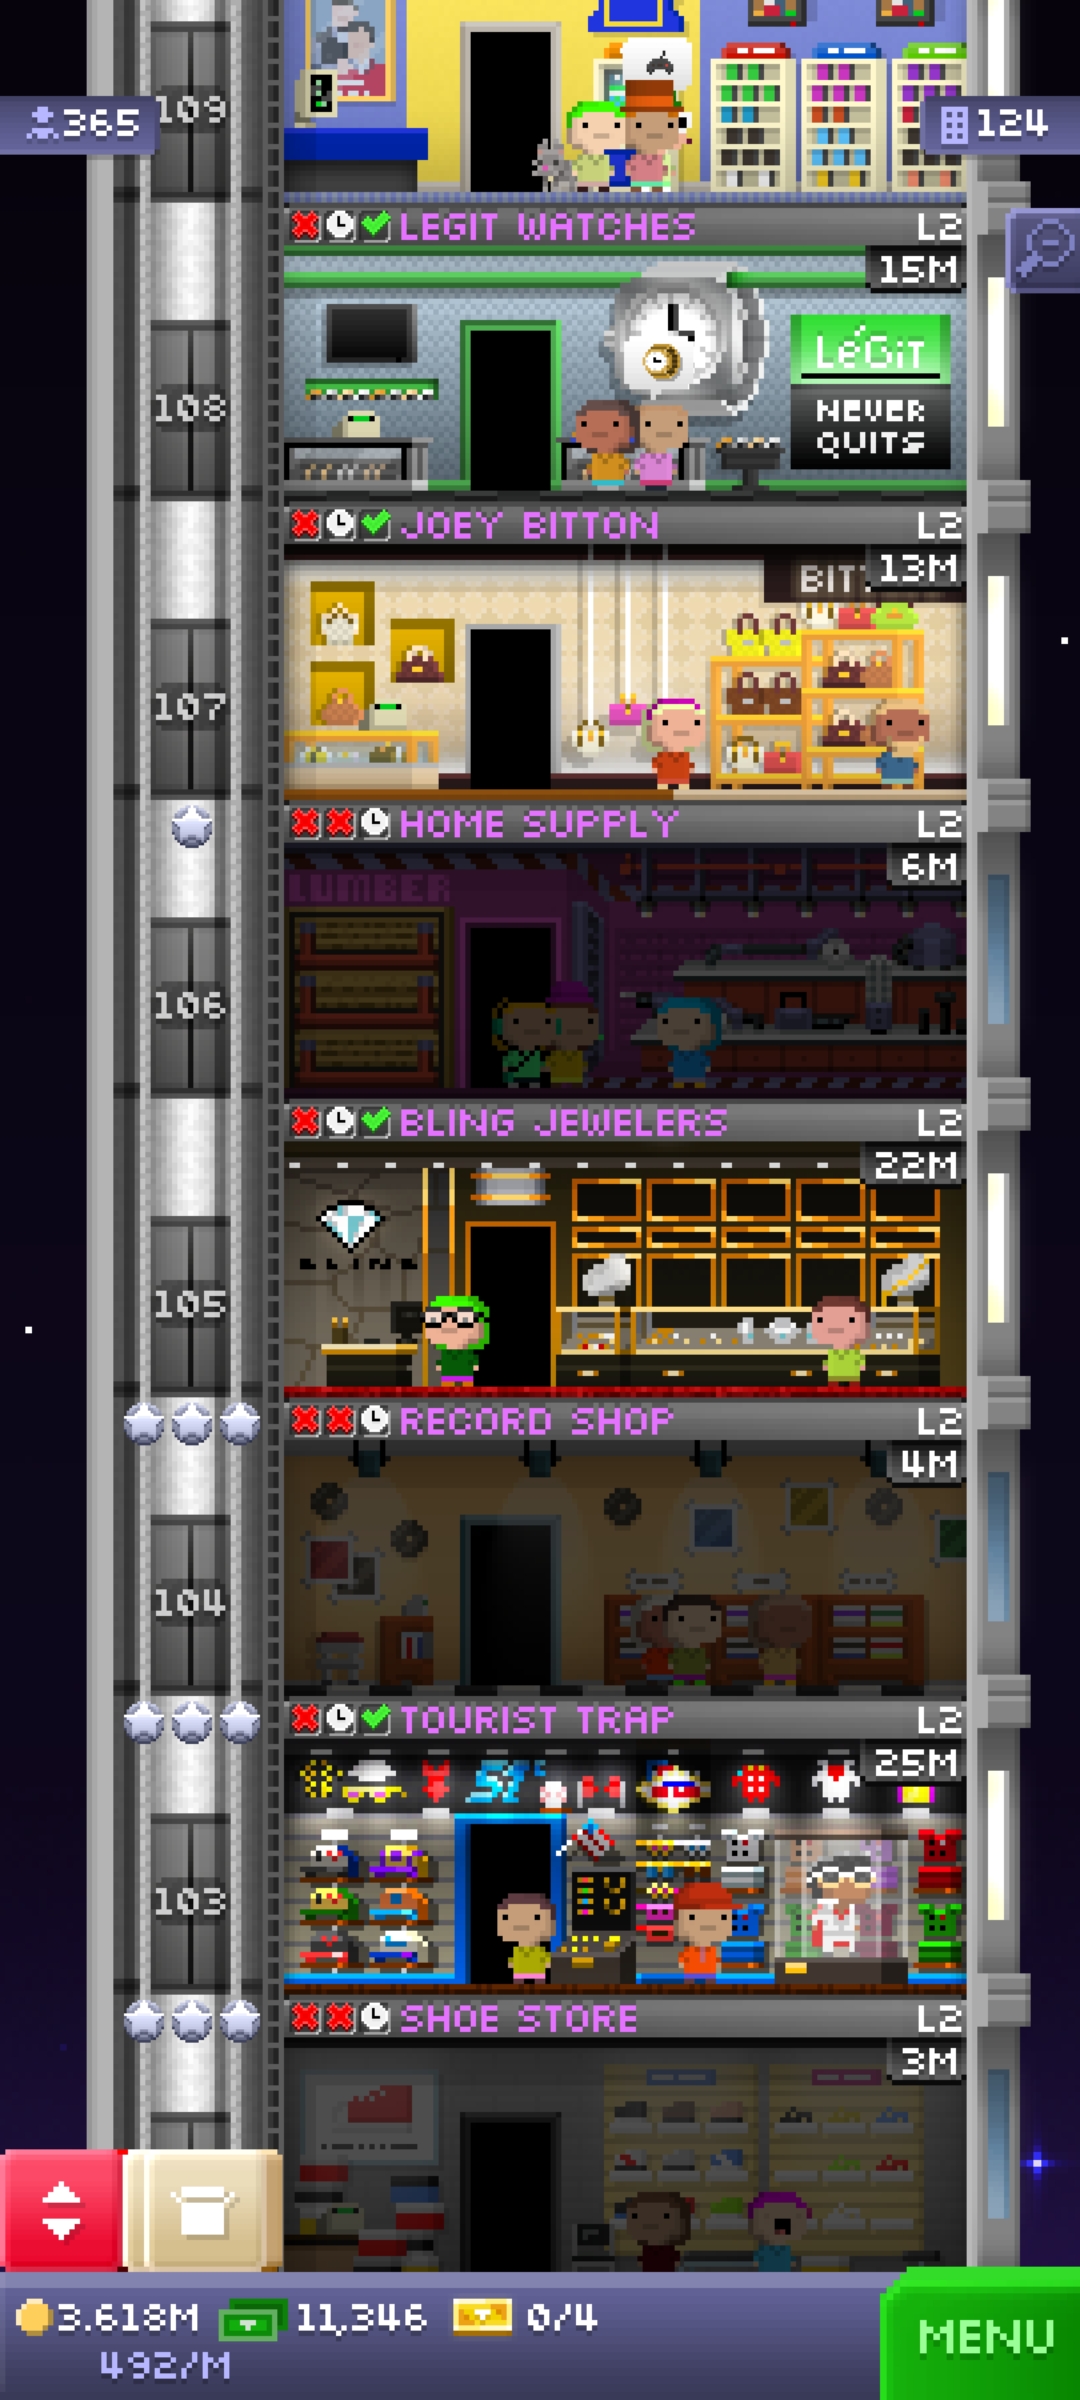 109
365
124
LEGIT WATCHES
L2
15M
LéGiT
NEVER
QUITS
108
JOEY BITTON
L2
13M
BIT
107
HOME SUPPLY
L2
6M
LUMBER
106
BLING JEWELERS
L2
22M
BLING
105
RECORD SHOP
L2
4M
104
TOURIST TRAP
L2
25M
103
SHOE STORE
L2
3M
3.618M
11,346
0/4
492/M
MENU